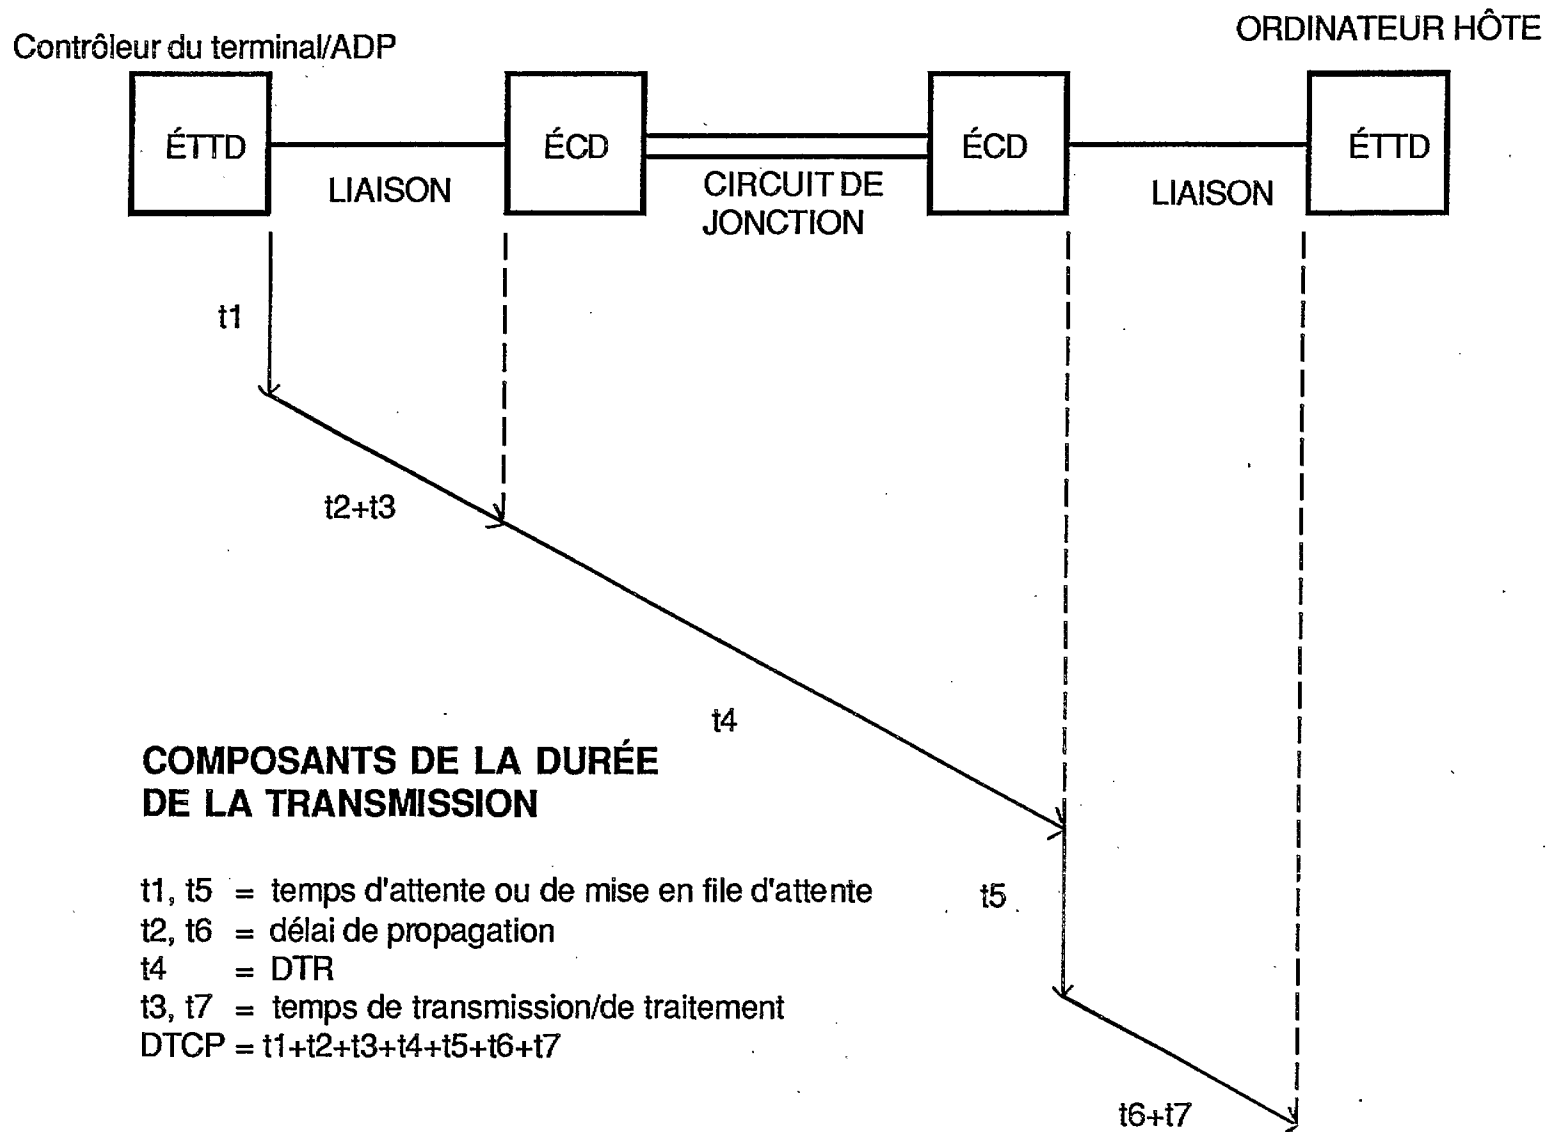 ORDINATEUR HÔTE
Contrôleur du terminal/ADP
ÉTTD
ÉCD
ÉCD
ÉTTD
LIAISON
CIRCUIT DE
JONCTION
LIAISON
t1
t2+t3
t4
COMPOSANTS DE LA DURÉE
DE LA TRANSMISSION
t1, t5 = temps d'attente ou de mise en file d'attente
t2, t6 = délai de propagation
t4 = DTR
t3, t7 = temps de transmission/de traitement
DTCP = t1+t2+t3+t4+t5+t6+t7
t5
t6+t7